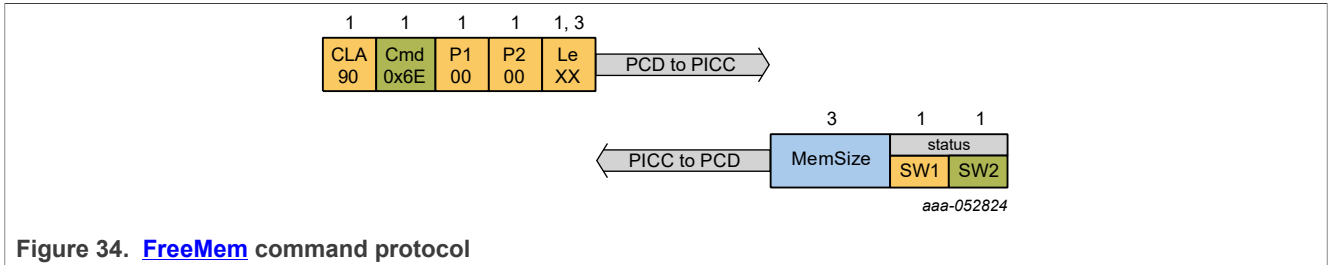 1 1 1 1 1, 3
CLA Cmd P1 P2 Le
90 0x6E 00 00 XX
PCD to PICC
3 1 1
status
PICC to PCD MemSize SW1 SW2
aaa-052824
Figure 34. FreeMem command protocol